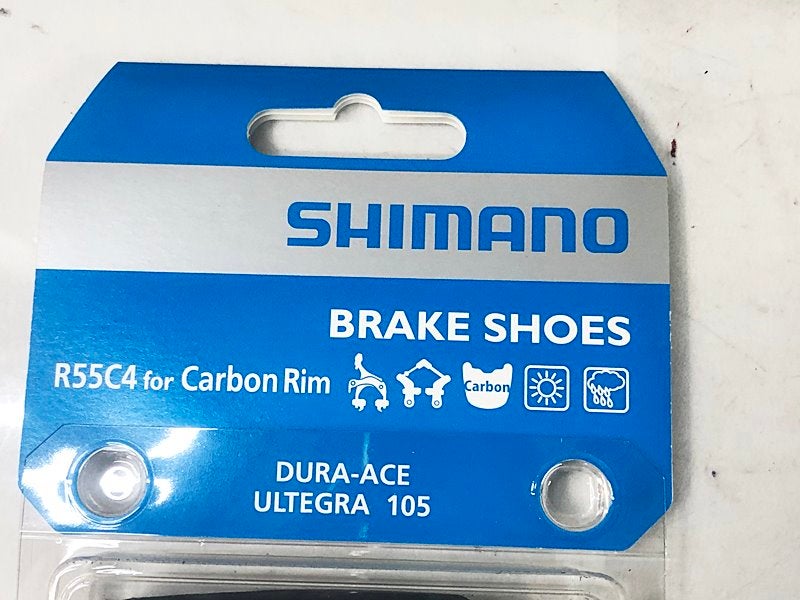 SHIMANO
BRAKE SHOES
R55C4 for Carbon Rim
Carbon
DURA-ACE
ULTEGRA 105